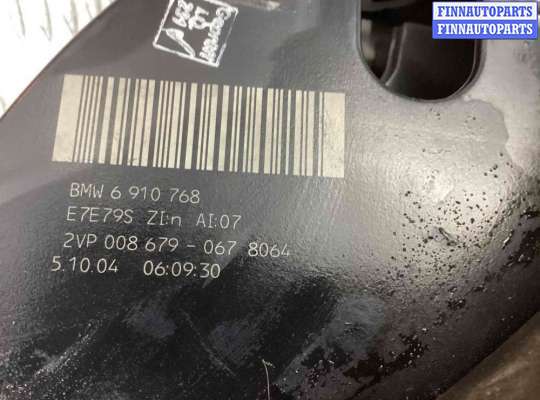 FINNAUTOPARTS
FINNAUTOPARTS
BMW 6 910 768
E7E79S ZI:n AI:07
2VP 008 679 - 067 8064
5.10.04 06:09:30